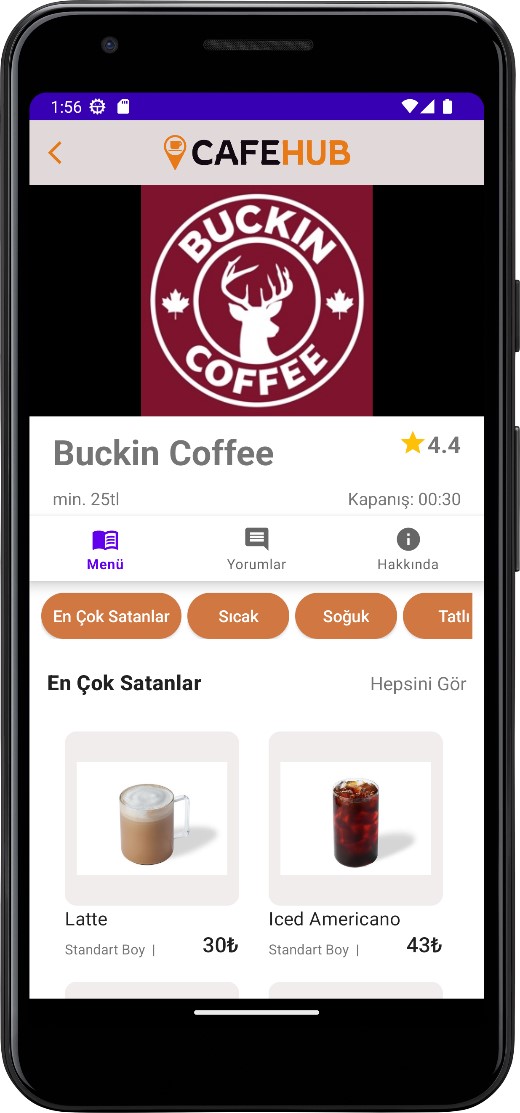 1:56
CAFEHUB
BUCKIN
COFFEE
Buckin Coffee
4.4
min. 25tl
Kapanış: 00:30
Menü
Yorumlar
Hakkında
En Çok Satanlar
Sıcak
Soğuk
Tatlı
En Çok Satanlar
Hepsini Gör
Latte
Iced Americano
Standart Boy |
30₺
Standart Boy |
43₺